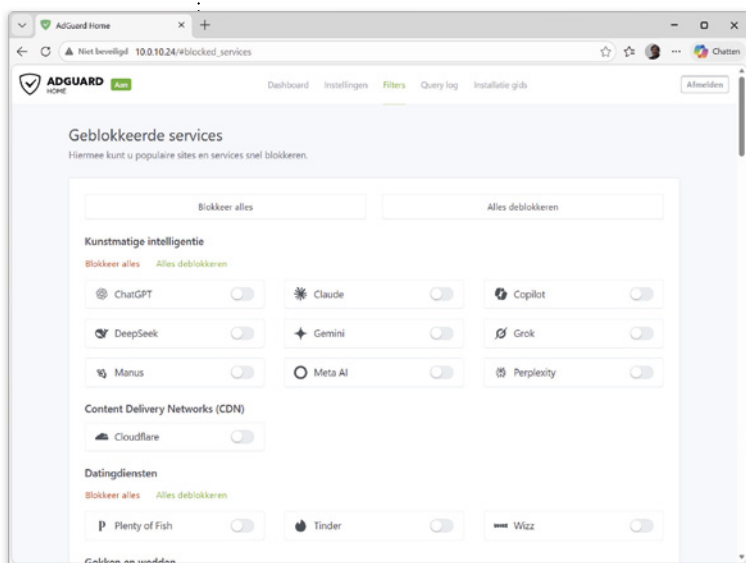 AdGuard Home
Niet beveiligd 10.0.10.24/#blocked_services
Chatten
ADGUARD HOME Aan
Dashboard Instellingen Filters Query log Installatie gids
Afmelden
Geblokkeerde services
Hiermee kunt u populaire sites en services snel blokkeren.
Blokkeer alles Alles deblokkeren
Kunstmatige intelligentie
Blokkeer alles Alles deblokkeren
ChatGPT Claude Copilot
DeepSeek Gemini Grok
Manus Meta AI Perplexity
Content Delivery Networks (CDN)
Cloudflare
Datingdiensten
Blokkeer alles Alles deblokkeren
Plenty of Fish Tinder Wizz
Gokken en wedden